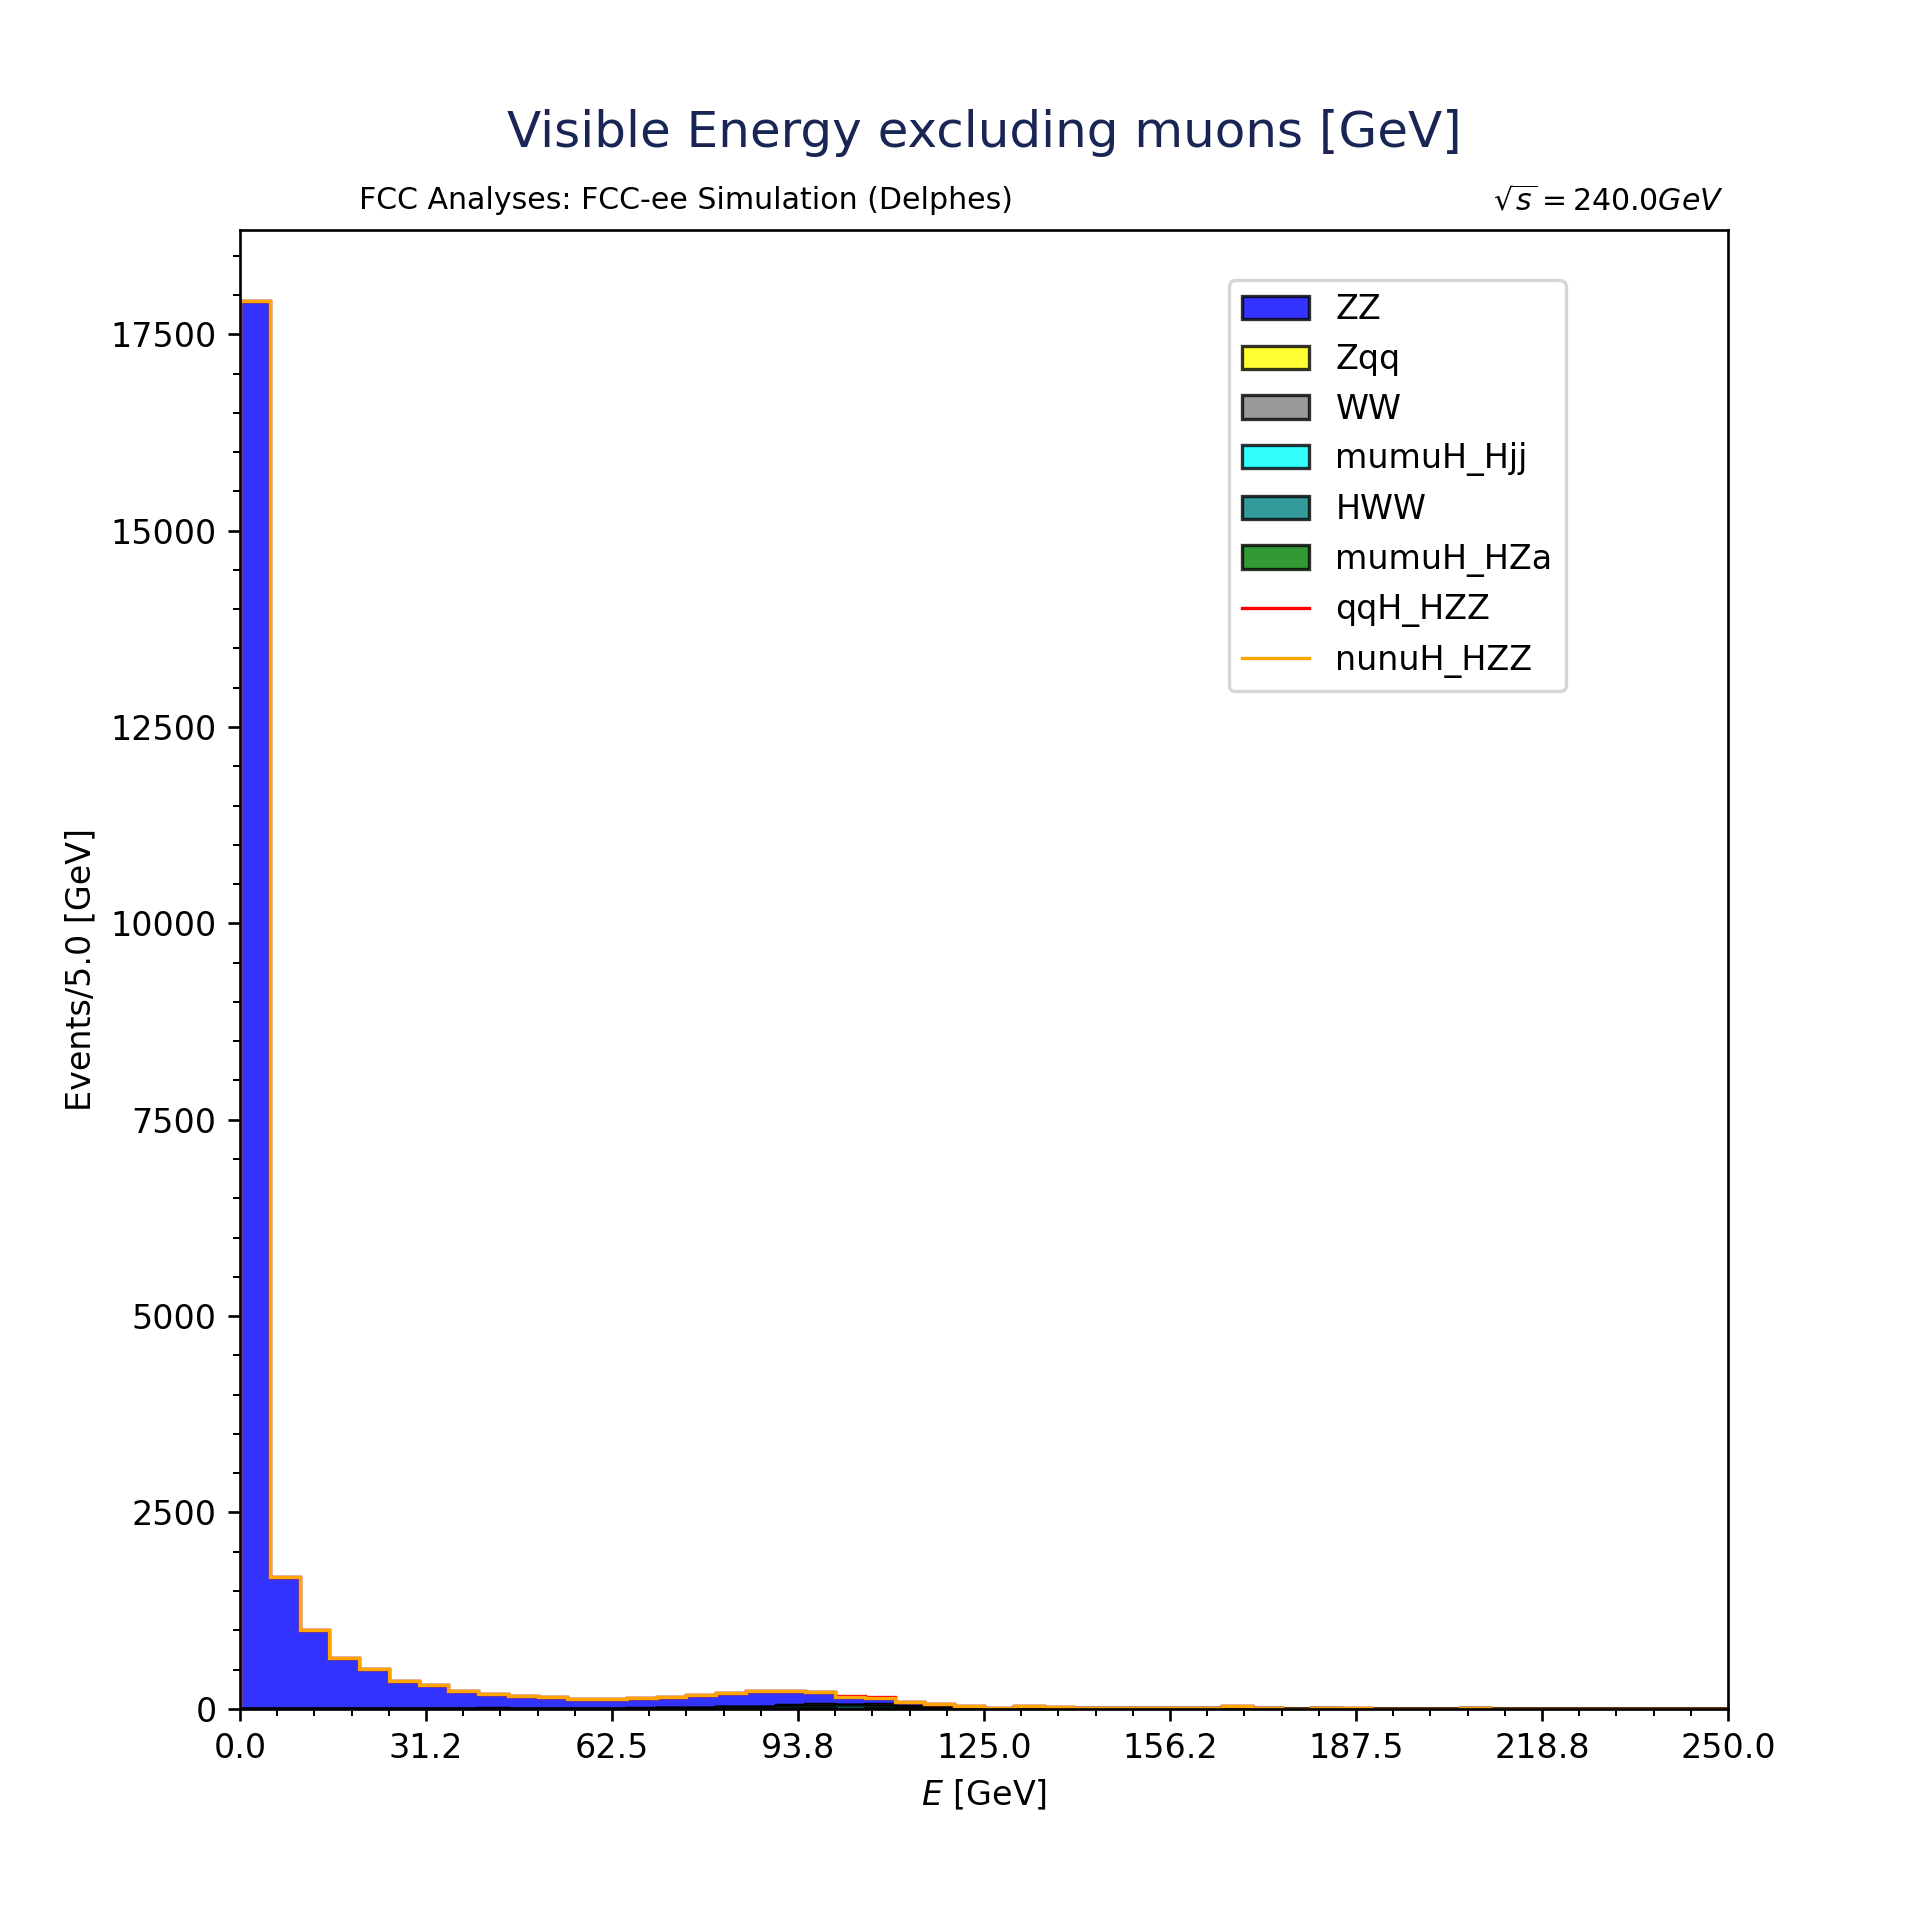 Visible Energy excluding muons [GeV]
FCC Analyses: FCC-ee Simulation (Delphes)
√s = 240.0GeV
ZZ
Zqq
WW
mumuH_Hjj
HWW
mumuH_HZa
qqH_HZZ
nunuH_HZZ
Events/5.0 [GeV]
17500
15000
12500
10000
7500
5000
2500
0
0.0 31.2 62.5 93.8 125.0 156.2 187.5 218.8 250.0
E [GeV]